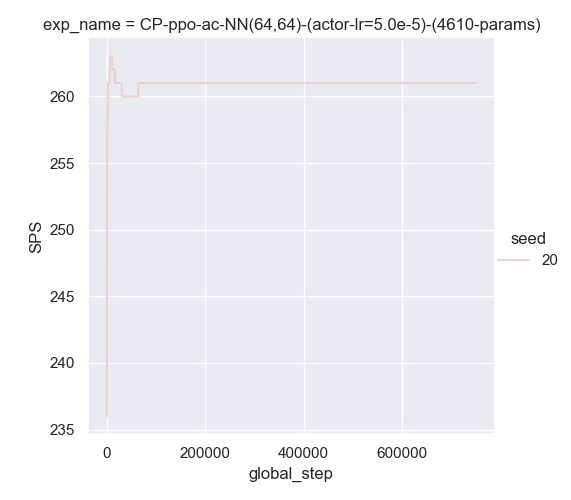 exp_name = CP-ppo-ac-NN(64,64)-(actor-lr=5.0e-5)-(4610-params)
260
255
250
245
240
235
SPS
0 200000 400000 600000
global_step
seed
20